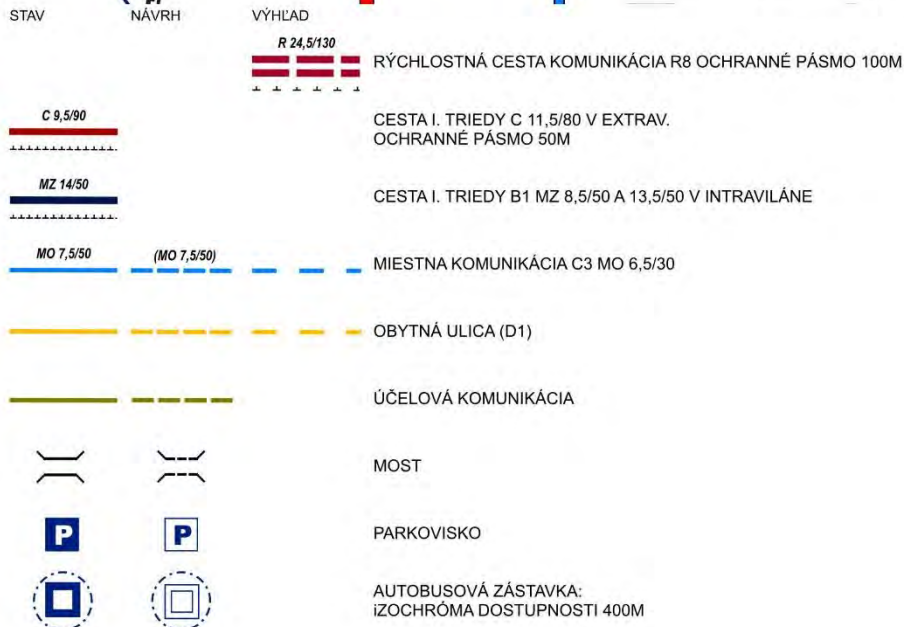 STAV NÁVRH VÝHĽAD
R 24,5/130
RÝCHLOSTNÁ CESTA KOMUNIKÁCIA R8 OCHRANNÉ PÁSMO 100M
C 9,5/90
CESTA I. TRIEDY C 11,5/80 V EXTRAV.
OCHRANNÉ PÁSMO 50M
MZ 14/50
CESTA I. TRIEDY B1 MZ 8,5/50 A 13,5/50 V INTRAVILÁNE
MO 7,5/50 (MO 7,5/50)
MIESTNA KOMUNIKÁCIA C3 MO 6,5/30
OBYTNÁ ULICA (D1)
ÚČELOVÁ KOMUNIKÁCIA
MOST
P P PARKOVISKO
AUTOBUSOVÁ ZÁSTAVKA:
iZOCHRÓMA DOSTUPNOSTI 400M